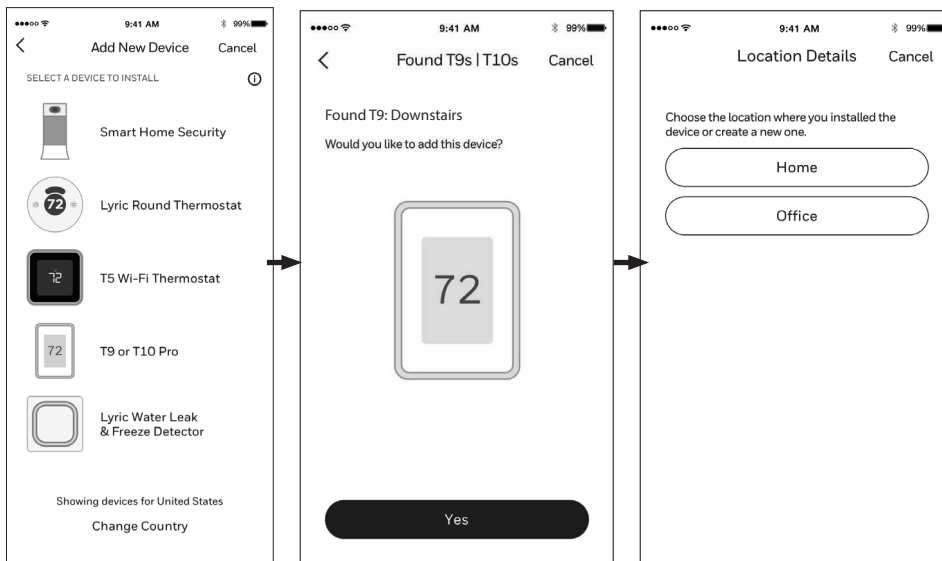 9:41 AM
99%
Add New Device
Cancel
SELECT A DEVICE TO INSTALL
Smart Home Security
72
Lyric Round Thermostat
72
T5 Wi-Fi Thermostat
72
T9 or T10 Pro
Lyric Water Leak
& Freeze Detector
Showing devices for United States
Change Country
9:41 AM
99%
Found T9s | T10s
Cancel
Found T9: Downstairs
Would you like to add this device?
72
Yes
9:41 AM
99%
Location Details
Cancel
Choose the location where you installed the
device or create a new one.
Home
Office